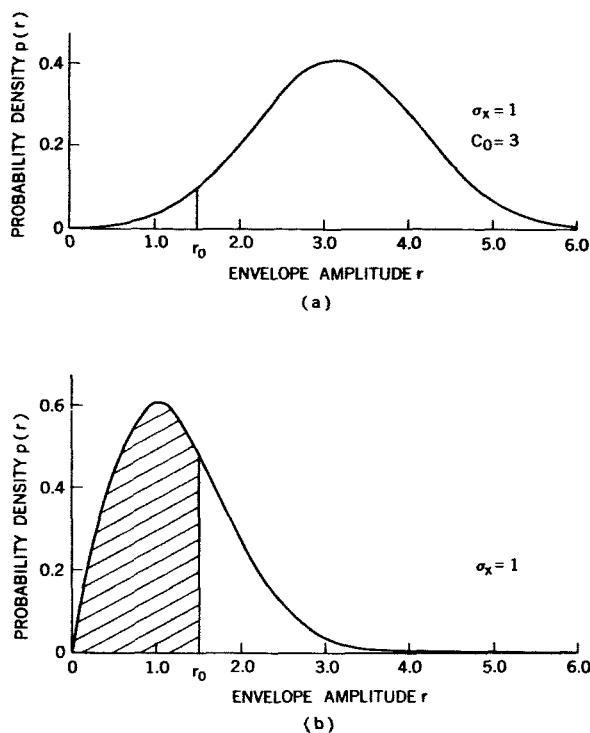 PROBABILITY DENSITY p(r)
0.4
0.2
0
σx = 1
C0 = 3
0 1.0 r0 2.0 3.0 4.0 5.0 6.0
ENVELOPE AMPLITUDE r
(a)
PROBABILITY DENSITY p(r)
0.6
0.4
0.2
0
σx = 1
0 1.0 r0 2.0 3.0 4.0 5.0 6.0
ENVELOPE AMPLITUDE r
(b)